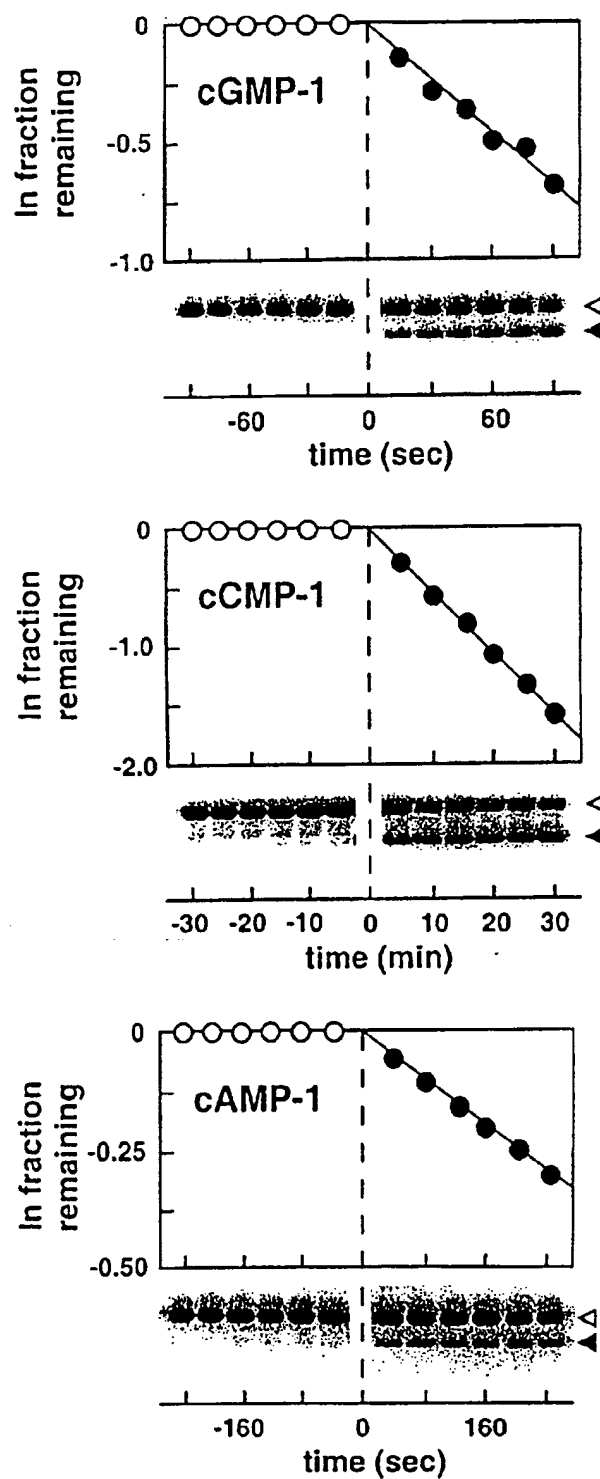 0
-0.5
-1.0
ln fraction
remaining
cGMP-1
-60 0 60
time (sec)
0
-1.0
-2.0
ln fraction
remaining
cCMP-1
-30 -20 -10 0 10 20 30
time (min)
0
-0.25
-0.50
ln fraction
remaining
cAMP-1
-160 0 160
time (sec)